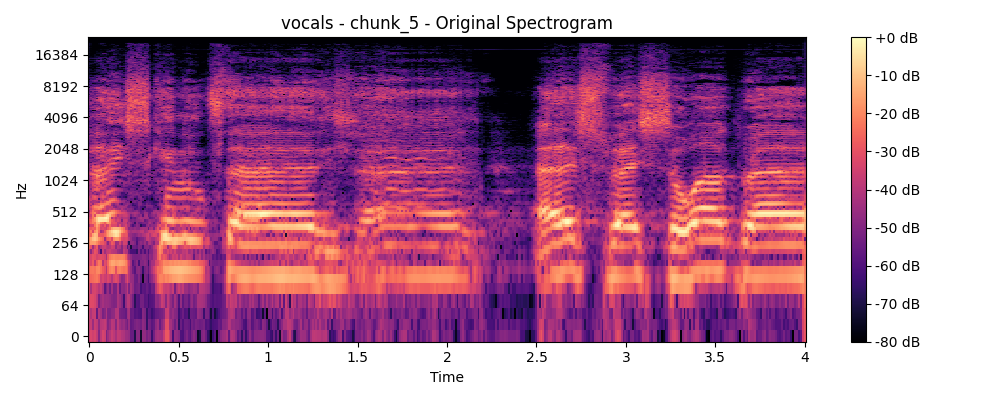 vocals - chunk_5 - Original Spectrogram
Hz
16384
8192
4096
2048
1024
512
256
128
64
0
0 0.5 1 1.5 2 2.5 3 3.5 4
Time
+0 dB
-10 dB
-20 dB
-30 dB
-40 dB
-50 dB
-60 dB
-70 dB
-80 dB